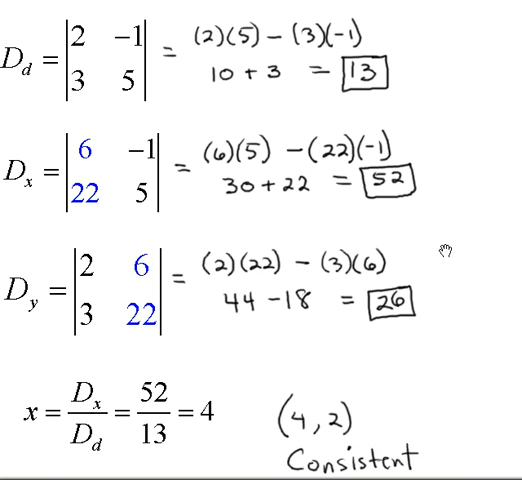 D_d = |2 −1| = (2)(5) − (3)(-1)
|3 5| 10 + 3 = 13
D_x = |6 −1| = (6)(5) − (22)(-1)
|22 5| 30 + 22 = 52
D_y = |2 6| = (2)(22) − (3)(6)
|3 22| 44 − 18 = 26
x = D_x / D_d = 52 / 13 = 4 (4, 2)
Consistent